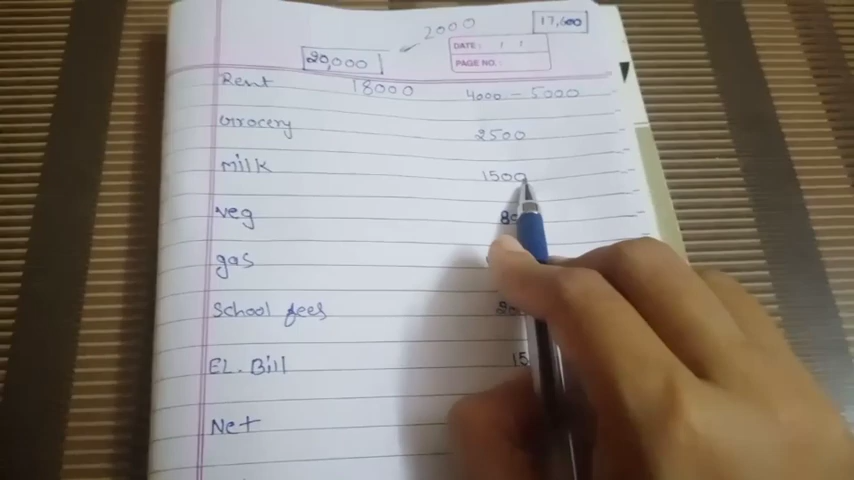 2000 17,600
20,000 DATE: / /
PAGE NO.:
Rent 18000 4000 - 5000
Grocery 2500
Milk 1500
Veg
gas
School fees
EL. Bill
Net